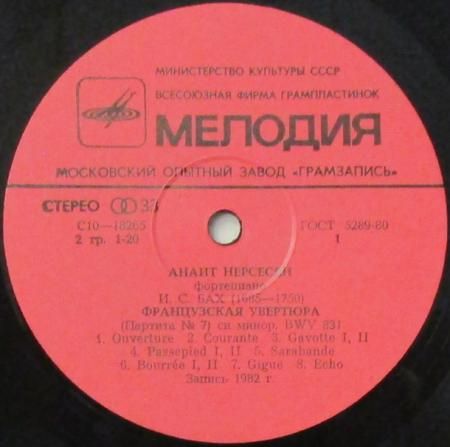 МИНИСТЕРСТВО КУЛЬТУРЫ СССР
ВСЕСОЮЗНАЯ ФИРМА ГРАМПЛАСТИНОК
МЕЛОДИЯ
МОСКОВСКИЙ ОПЫТНЫЙ ЗАВОД «ГРАМЗАПИСЬ»
СТЕРЕО 33
С10—18265 ГОСТ 5289-80
2 гр. 1-20 1
АНАИТ НЕРСЕСЯН
фортепиано
И. С. БАХ (1685—1750)
ФРАНЦУЗСКАЯ УВЕРТЮРА
(Партита № 7) си минор, BWV 831
1. Ouverture 2. Courante 3. Gavotte I, II
4. Passepied I, II 5. Sarabande
6. Bourrée I, II 7. Gigue 8. Echo
Запись 1982 г.